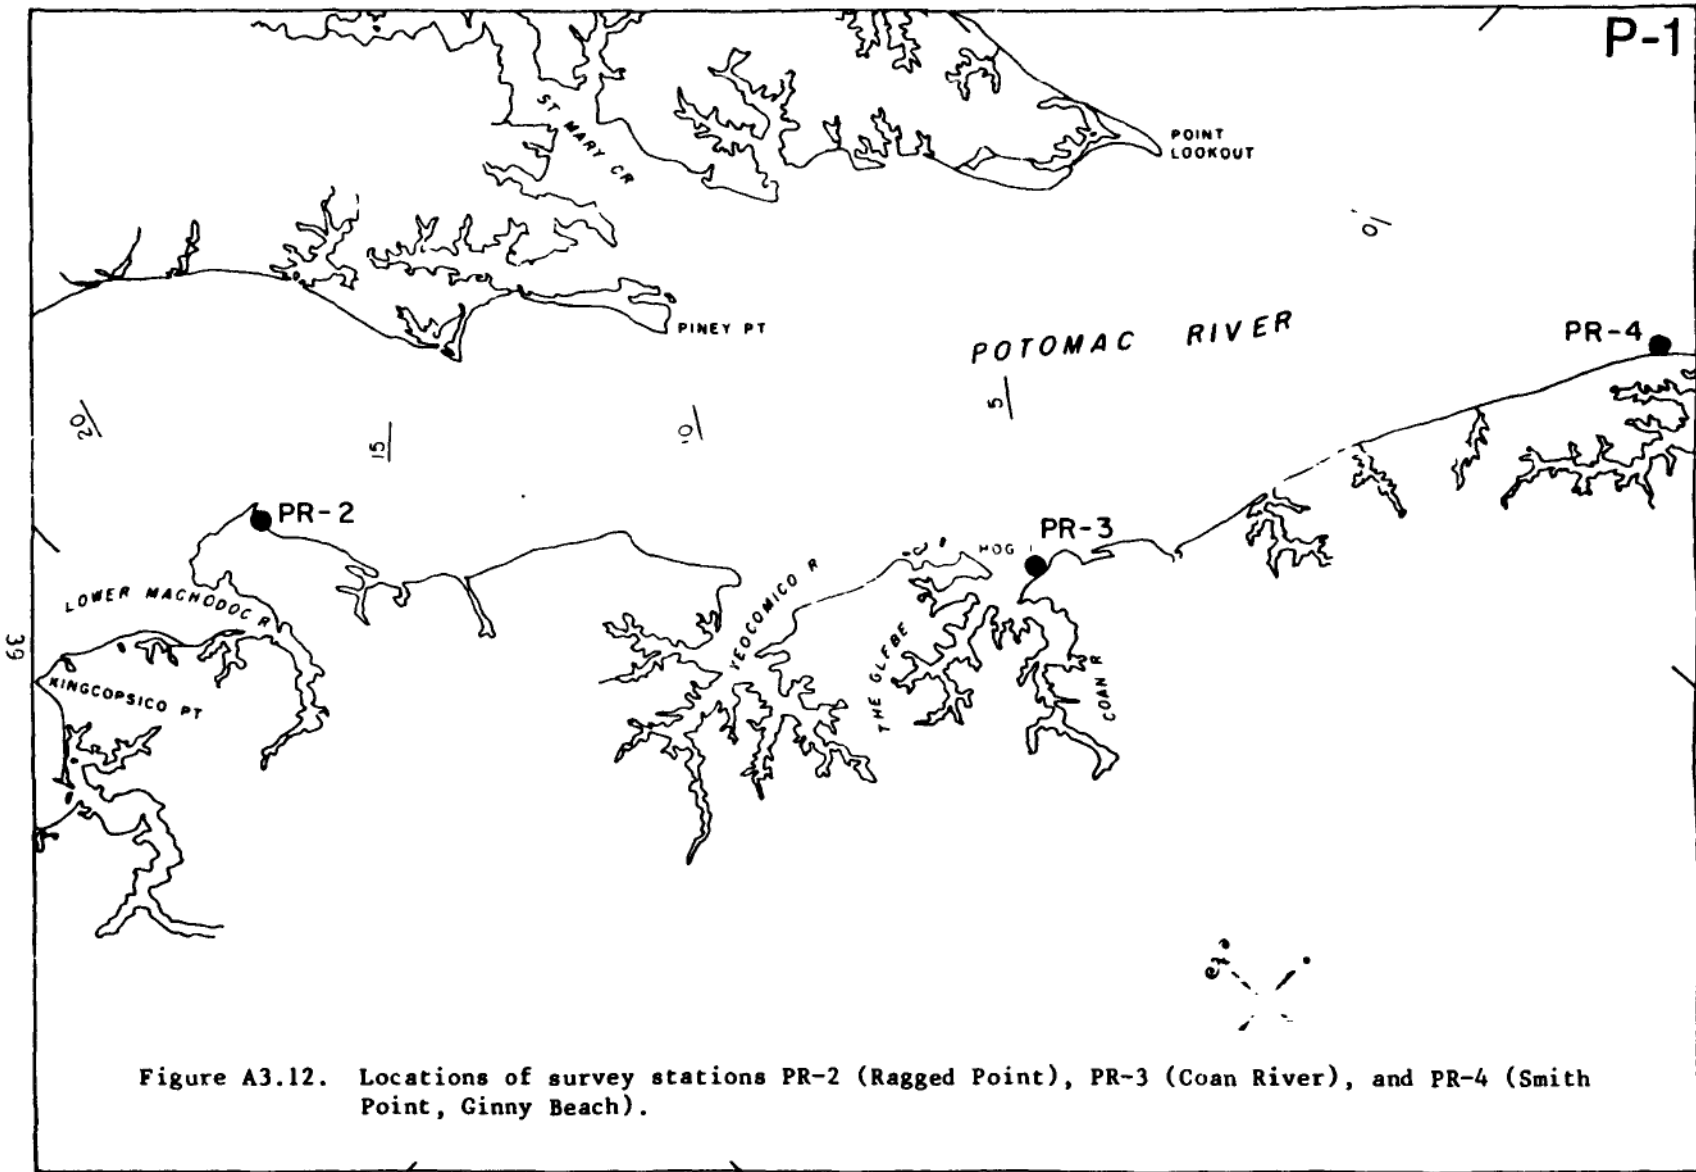 P-1
ST MARY CR
POINT
LOOKOUT
0
PINEY PT
POTOMAC RIVER
PR-4
5
20
15
10
PR-2
PR-3
HOG I
LOWER MACHODOC R
YEOCOMICO R
THE GLEBE
COAN R
39
KINGCOPSICO PT
Figure A3.12. Locations of survey stations PR-2 (Ragged Point), PR-3 (Coan River), and PR-4 (Smith
Point, Ginny Beach).